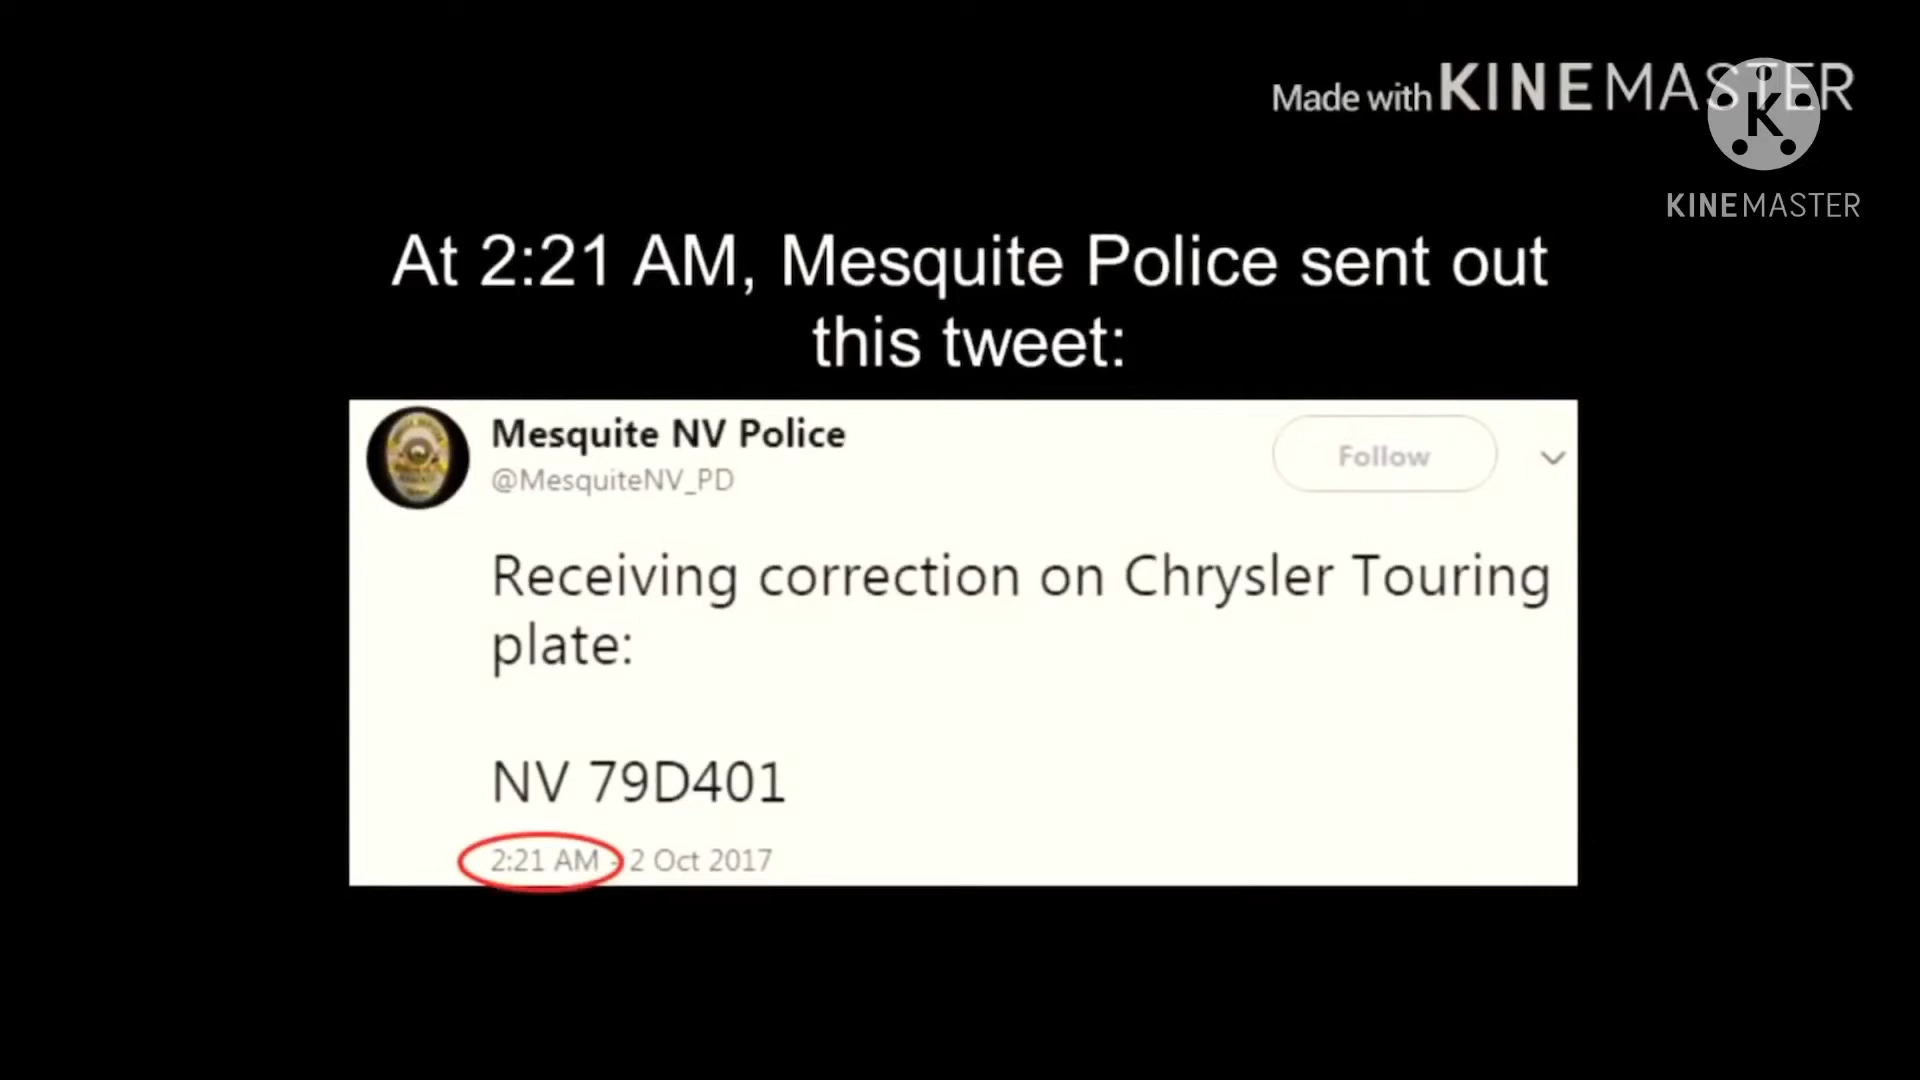 Made with KINEMASTER
K
KINEMASTER
At 2:21 AM, Mesquite Police sent out
this tweet:
Mesquite NV Police
@MesquiteNV_PD
Follow
Receiving correction on Chrysler Touring
plate:
NV 79D401
2:21 AM - 2 Oct 2017